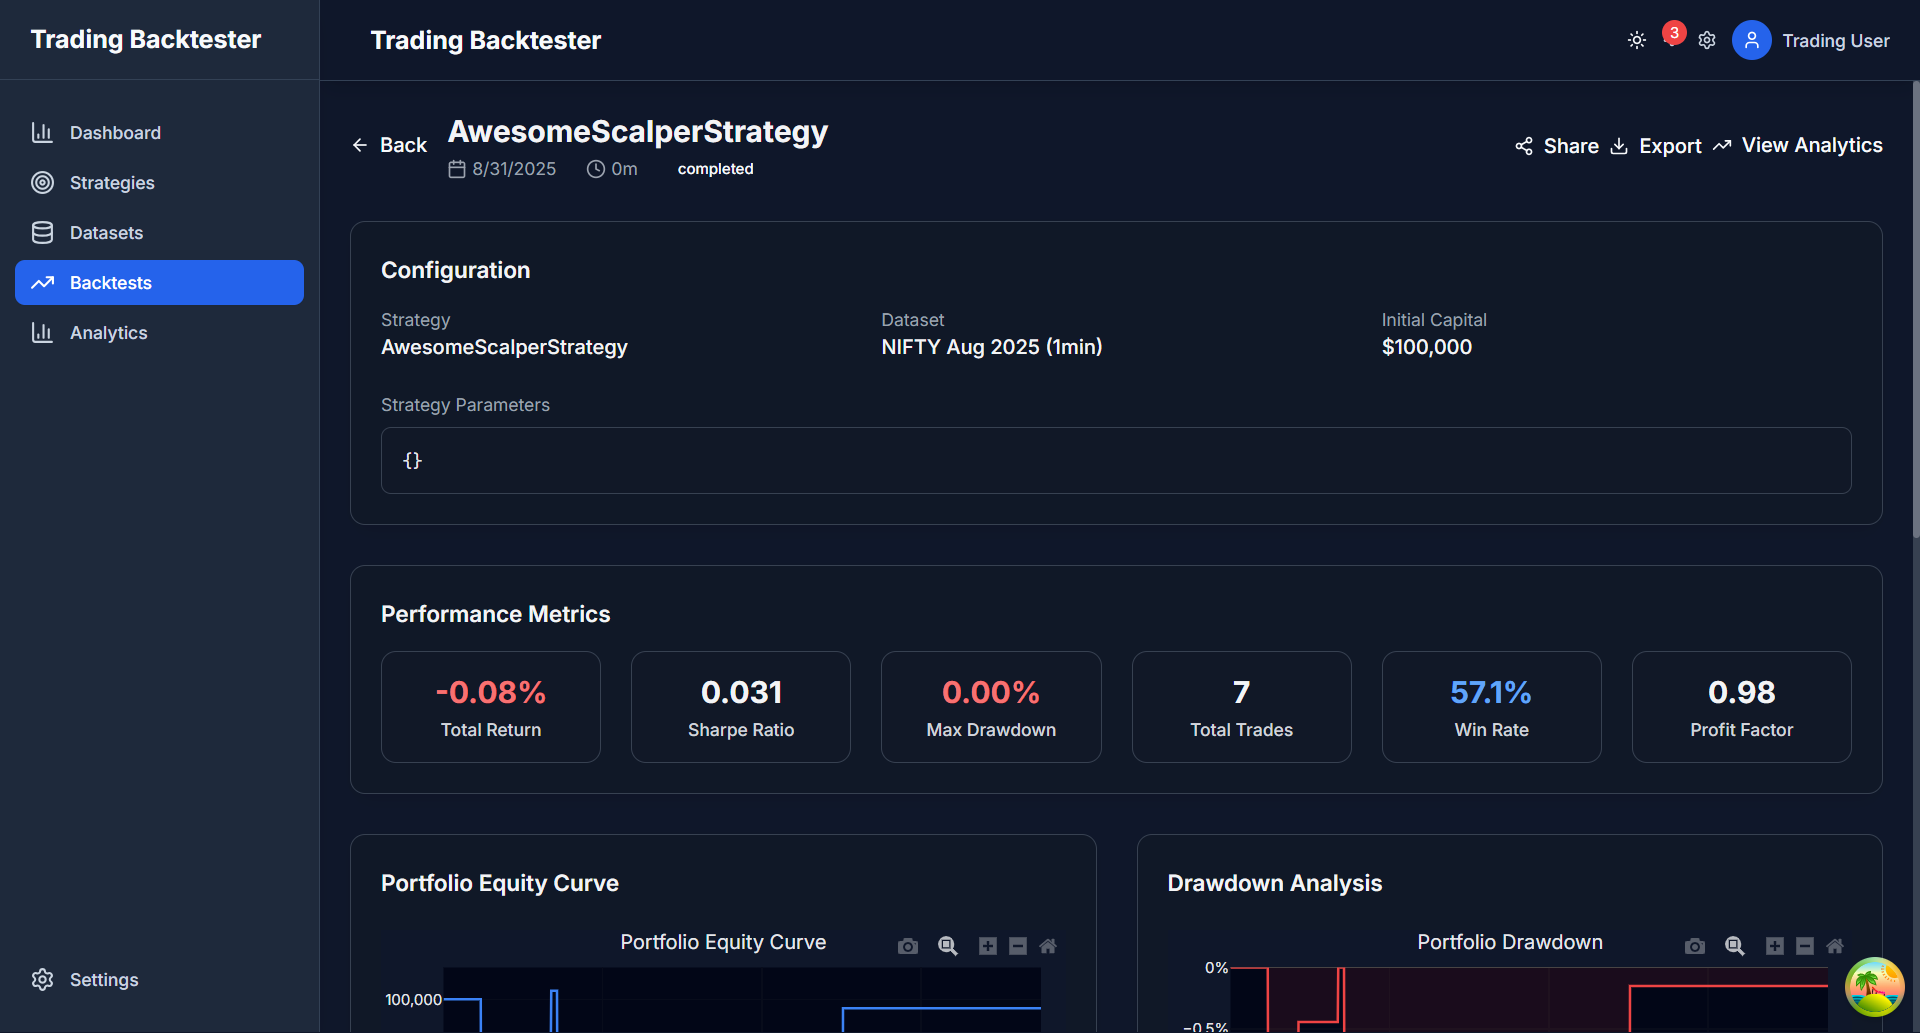 Trading Backtester
Trading Backtester
3
Trading User
Dashboard
Strategies
Datasets
Backtests
Analytics
Settings
Back
AwesomeScalperStrategy
8/31/2025
0m
completed
Share
Export
View Analytics
Configuration
Strategy
AwesomeScalperStrategy
Dataset
NIFTY Aug 2025 (1min)
Initial Capital
$100,000
Strategy Parameters
{}
Performance Metrics
-0.08%
Total Return
0.031
Sharpe Ratio
0.00%
Max Drawdown
7
Total Trades
57.1%
Win Rate
0.98
Profit Factor
Portfolio Equity Curve
Portfolio Equity Curve
100,000
Drawdown Analysis
Portfolio Drawdown
0%
−0.5%